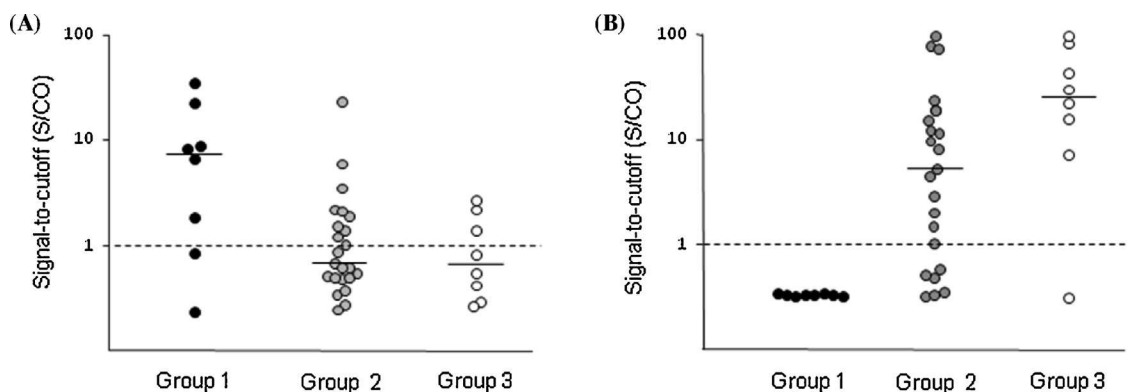 (A)
Signal-to-cutoff (S/CO)
100
10
1
Group 1 Group 2 Group 3
(B)
Signal-to-cutoff (S/CO)
100
10
1
Group 1 Group 2 Group 3